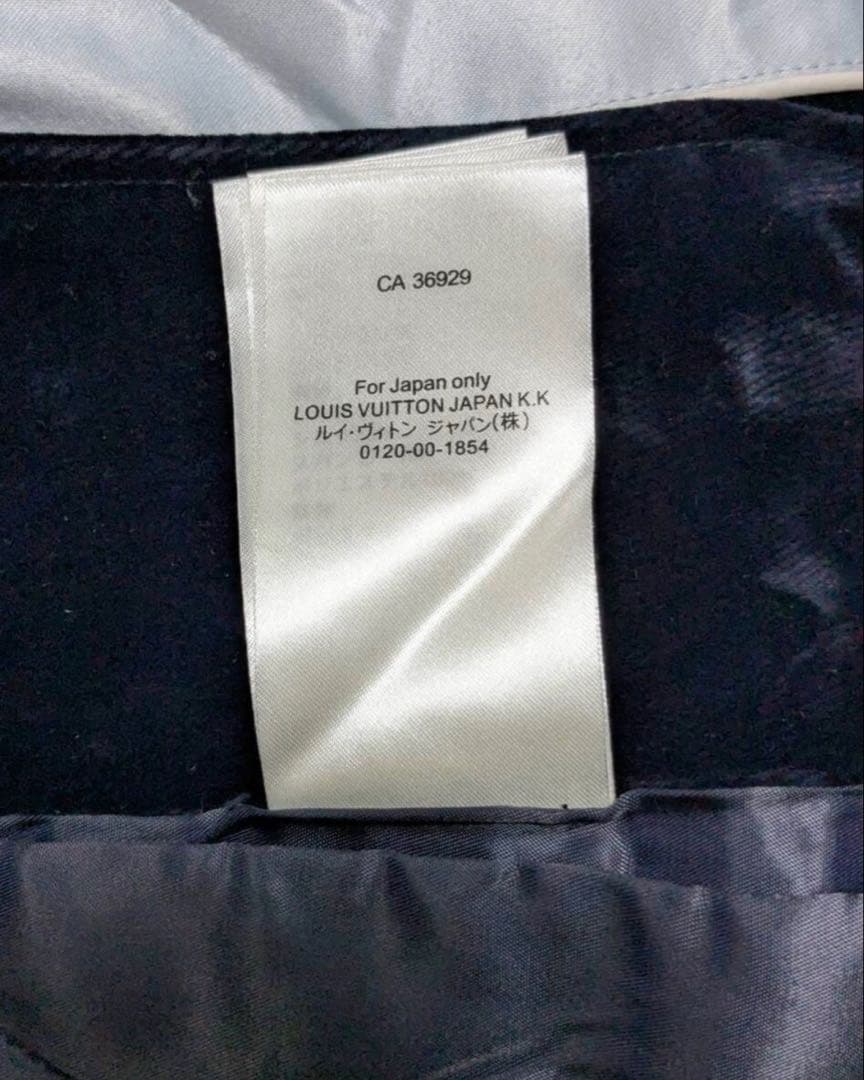 CA 36929
For Japan only
LOUIS VUITTON JAPAN K.K
ルイ・ヴィトン ジャパン(株)
0120-00-1854